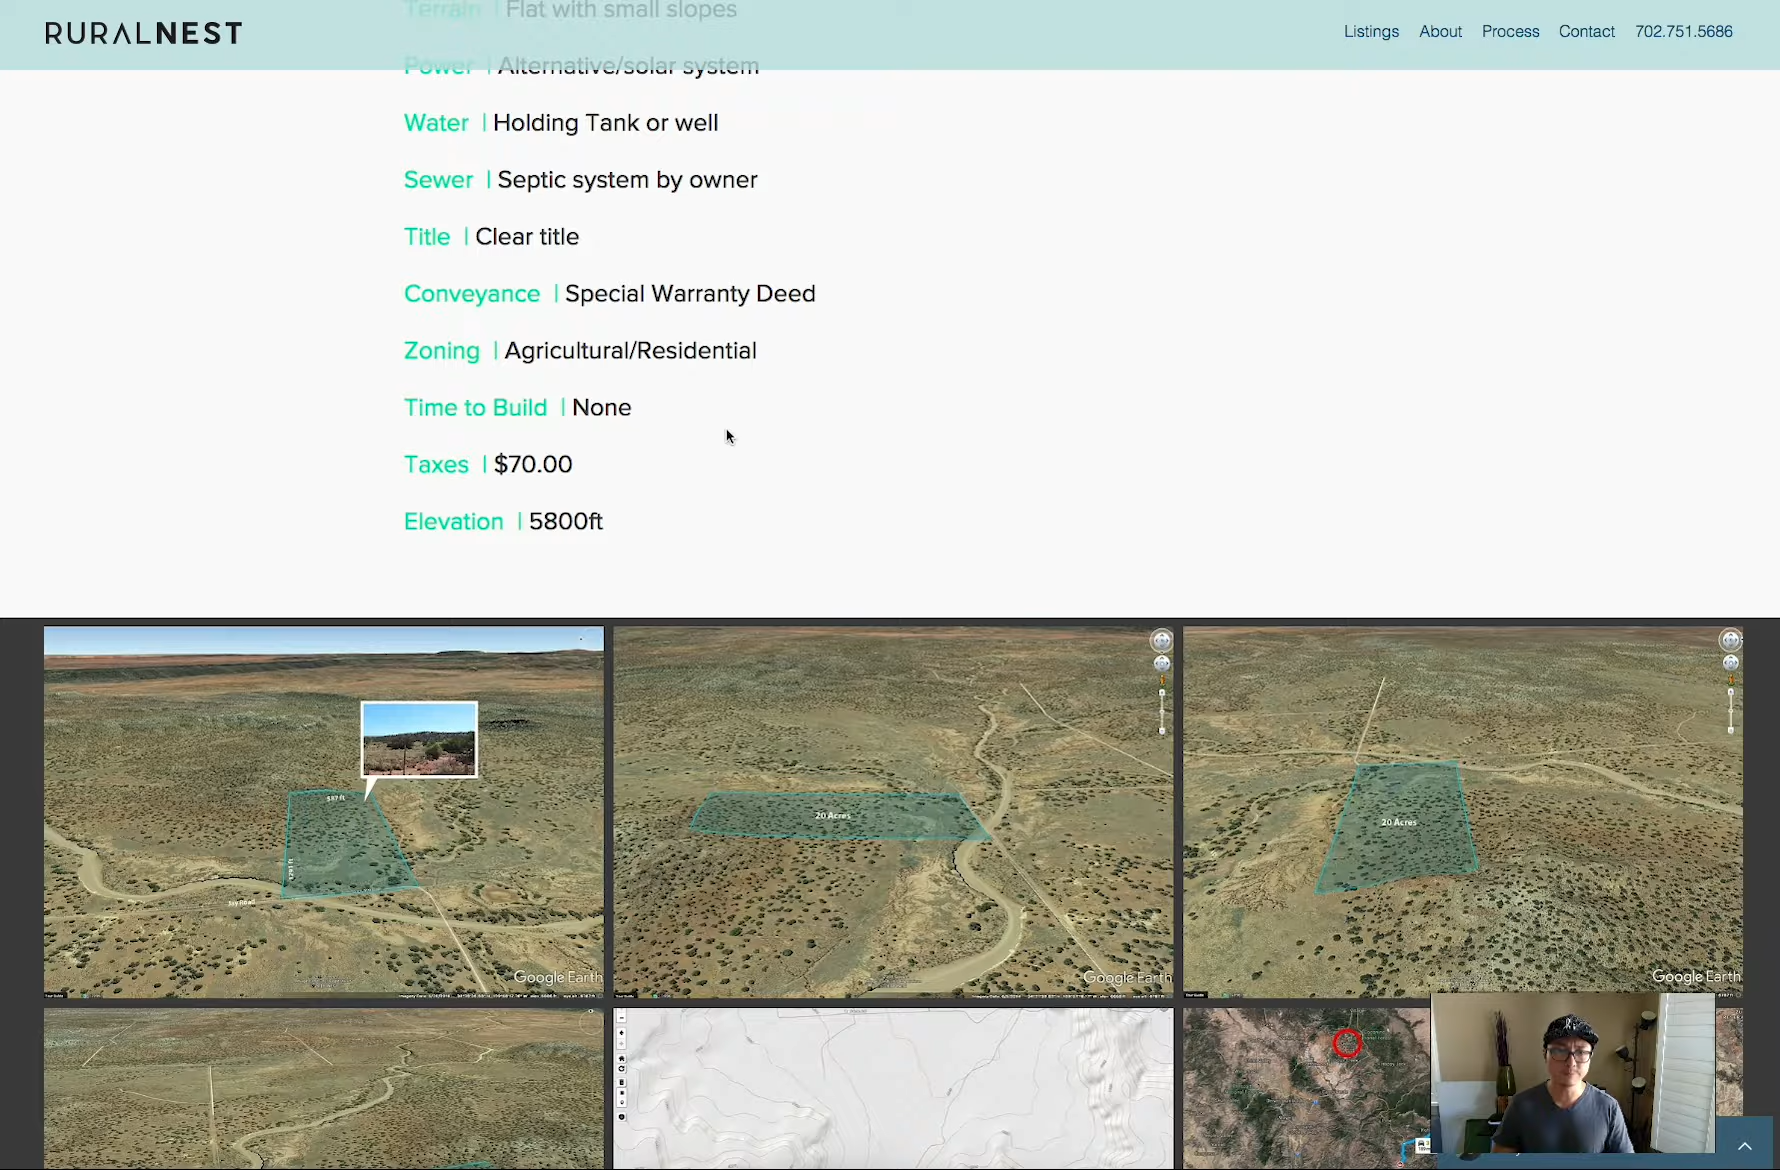 Terrain | Flat with small slopes
RURALNEST
Listings About Process Contact 702.751.5686
Power | Alternative/solar system
Water | Holding Tank or well
Sewer | Septic system by owner
Title | Clear title
Conveyance | Special Warranty Deed
Zoning | Agricultural/Residential
Time to Build | None
Taxes | $70.00
Elevation | 5800ft
20 Acres
20 Acres
Google Earth
Google Earth
Google Earth